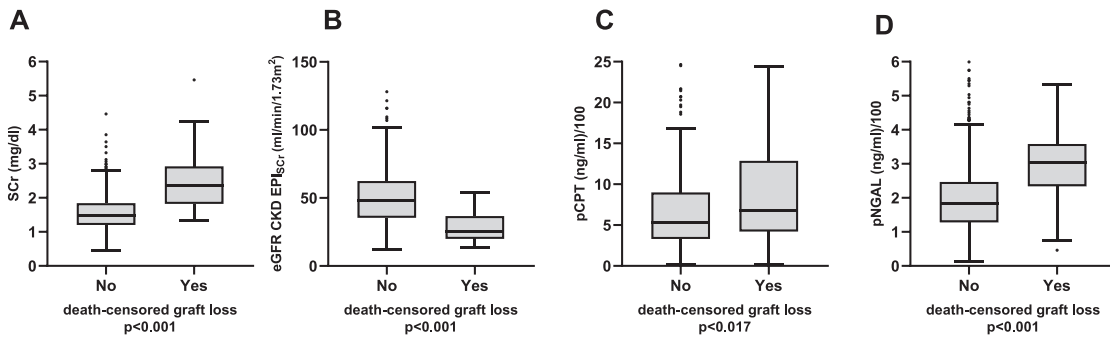 A
SCr (mg/dl)
6
5
4
3
2
1
0
No Yes
death-censored graft loss
p<0.001
B
eGFR CKD EPISCr (ml/min/1.73m²)
150
100
50
0
No Yes
death-censored graft loss
p<0.001
C
pCPT (ng/ml)/100
25
20
15
10
5
0
No Yes
death-censored graft loss
p<0.017
D
pNGAL (ng/ml)/100
6
5
4
3
2
1
0
No Yes
death-censored graft loss
p<0.001